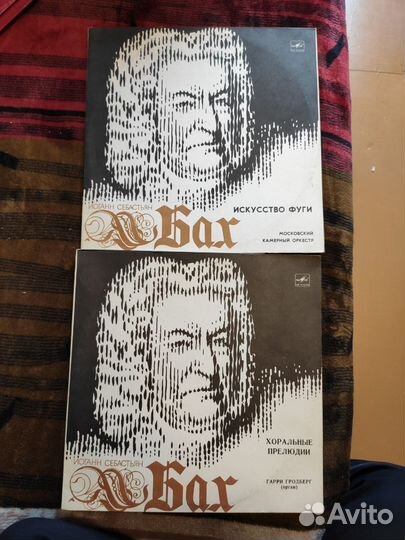 ИСКУССТВО ФУГИ
МОСКОВСКИЙ
КАМЕРНЫЙ ОРКЕСТР
ИОГАНН СЕБАСТЬЯН
Бах
ХОРАЛЬНЫЕ
ПРЕЛЮДИИ
ГАРРИ ГРОДБЕРГ
(орган)
ИОГАНН СЕБАСТЬЯН
Бах
Avito